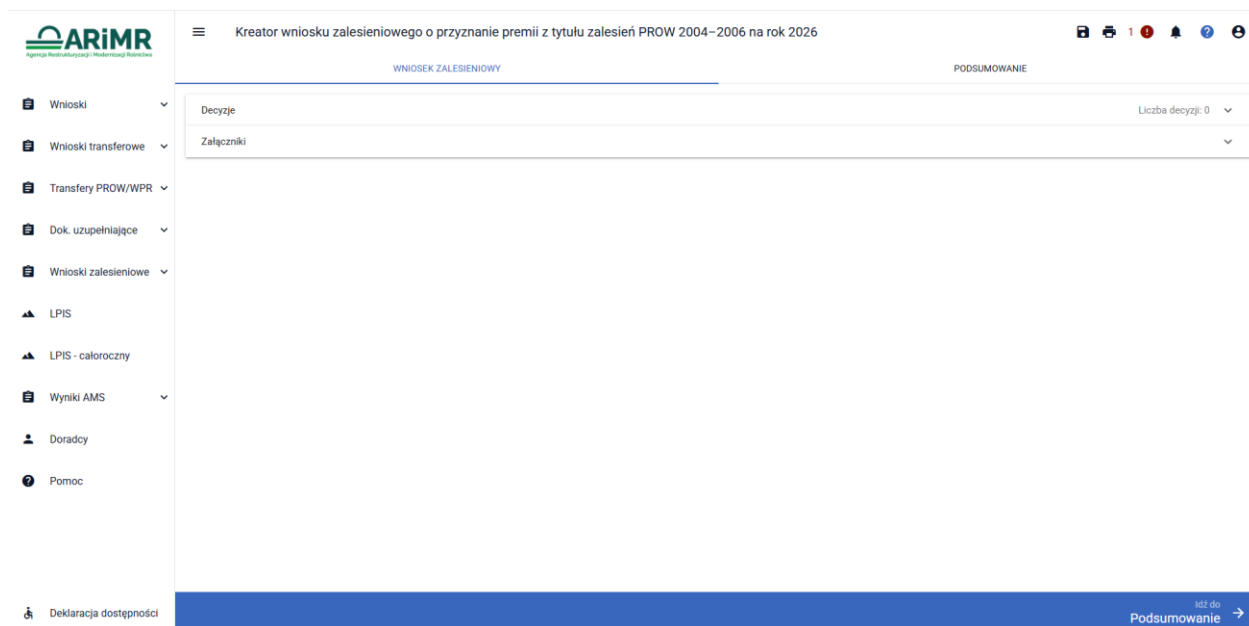 ARiMR
Agencja Restrukturyzacji i Modernizacji Rolnictwa
Kreator wniosku zalesieniowego o przyznanie premii z tytułu zalesień PROW 2004–2006 na rok 2026
1
WNIOSEK ZALESIENIOWY
PODSUMOWANIE
Wnioski
Wnioski transferowe
Transfery PROW/WPR
Dok. uzupełniające
Wnioski zalesieniowe
LPIS
LPIS - całoroczny
Wyniki AMS
Doradcy
Pomoc
Deklaracja dostępności
Decyzje
Liczba decyzji: 0
Załączniki
Idź do
Podsumowanie